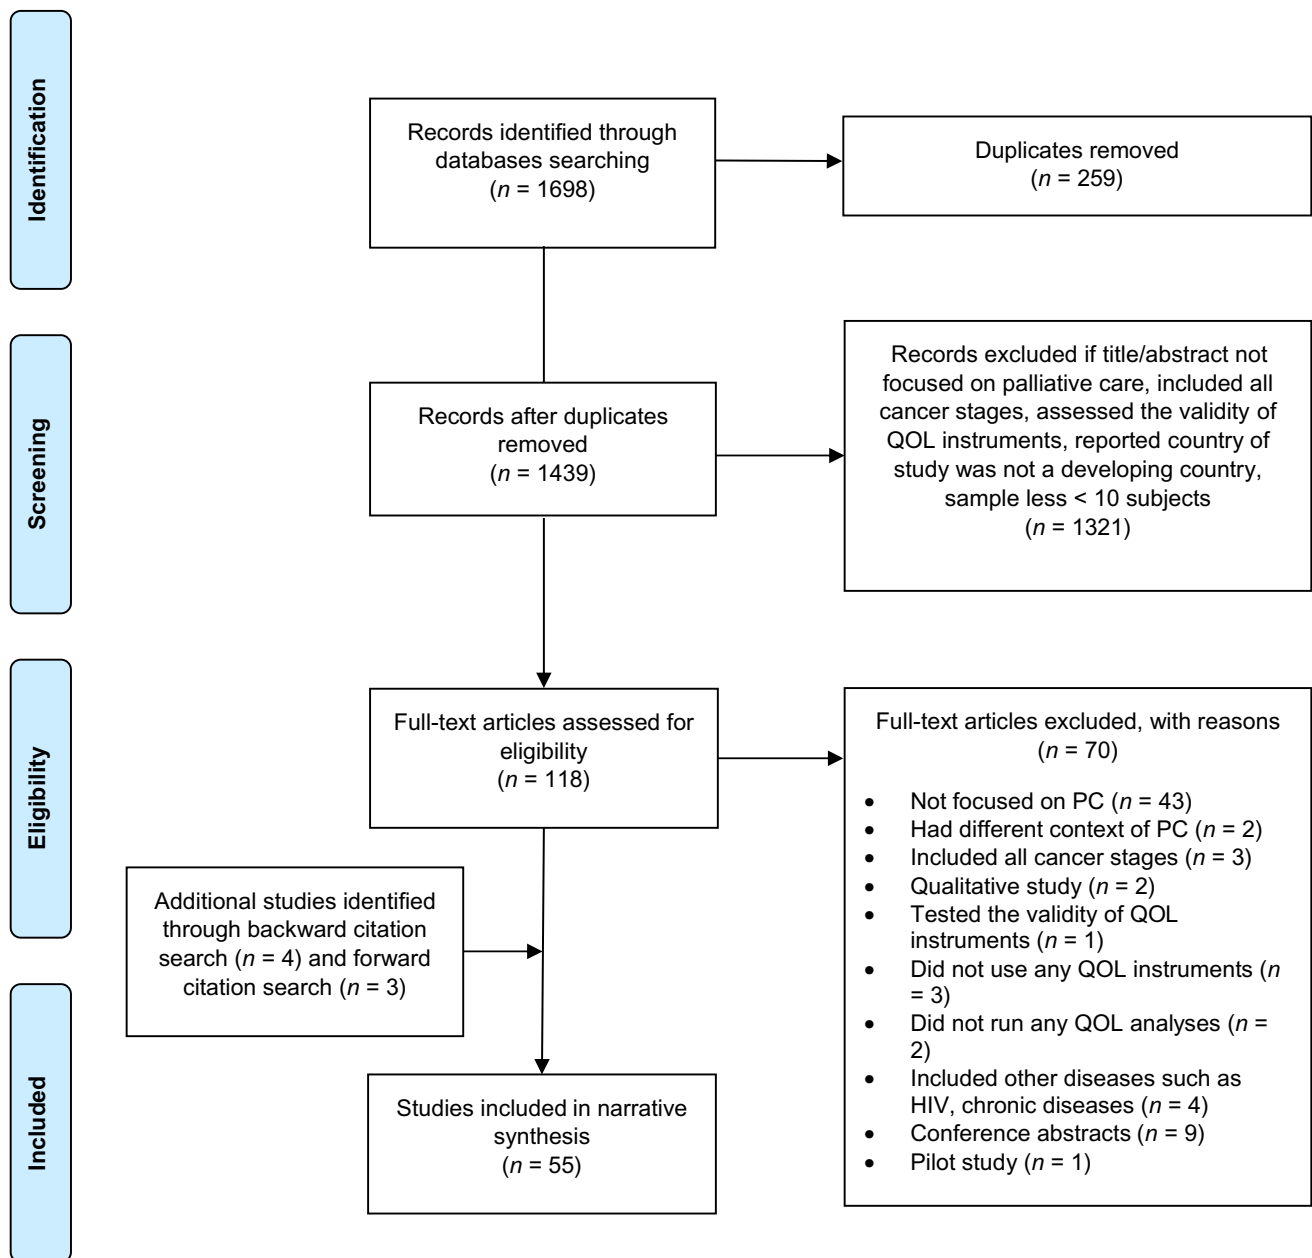 Identification
Records identified through
databases searching
(n = 1698)
Duplicates removed
(n = 259)
Screening
Records after duplicates
removed
(n = 1439)
Records excluded if title/abstract not
focused on palliative care, included all
cancer stages, assessed the validity of
QOL instruments, reported country of
study was not a developing country,
sample less < 10 subjects
(n = 1321)
Eligibility
Full-text articles assessed for
eligibility
(n = 118)
Full-text articles excluded, with reasons
(n = 70)
• Not focused on PC (n = 43)
• Had different context of PC (n = 2)
• Included all cancer stages (n = 3)
• Qualitative study (n = 2)
• Tested the validity of QOL
instruments (n = 1)
• Did not use any QOL instruments (n
= 3)
• Did not run any QOL analyses (n =
2)
• Included other diseases such as
HIV, chronic diseases (n = 4)
• Conference abstracts (n = 9)
• Pilot study (n = 1)
Additional studies identified
through backward citation
search (n = 4) and forward
citation search (n = 3)
Included
Studies included in narrative
synthesis
(n = 55)